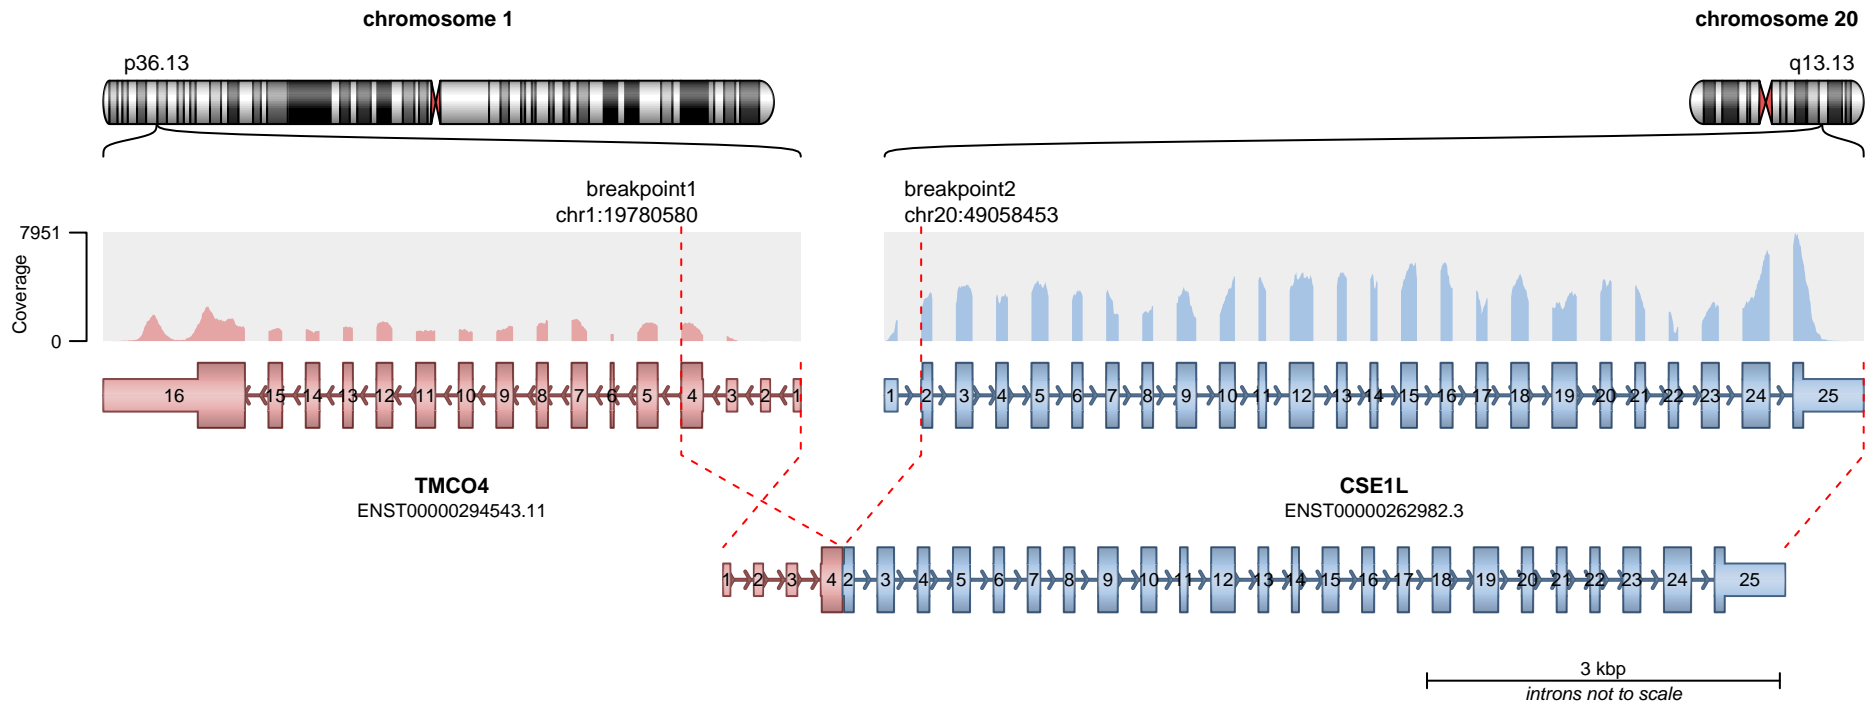 chromosome 1
chromosome 20
p36.13
q13.13
breakpoint1
chr1:19780580
breakpoint2
chr20:49058453
7951
Coverage
0
16 15 14 13 12 11 10 9 8 7 6 5 4 3 2 1
1 2 3 4 5 6 7 8 9 10 11 12 13 14 15 16 17 18 19 20 21 22 23 24 25
TMCO4
ENST00000294543.11
CSE1L
ENST00000262982.3
1 2 3 4 2 3 4 5 6 7 8 9 10 11 12 13 14 15 16 17 18 19 20 21 22 23 24 25
3 kbp
introns not to scale